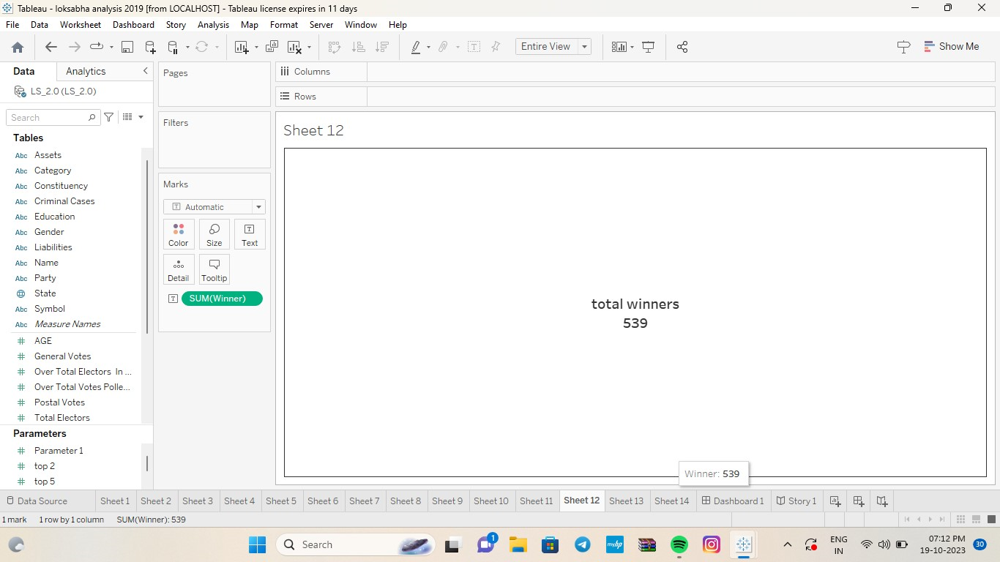 Tableau - loksabha analysis 2019 [from LOCALHOST] - Tableau license expires in 11 days
File Data Worksheet Dashboard Story Analysis Map Format Server Window Help
Entire View
Show Me
Data Analytics
LS_2.0 (LS_2.0)
Search
Tables
Abc Assets
Abc Category
Abc Constituency
Abc Criminal Cases
Abc Education
Abc Gender
Abc Liabilities
Abc Name
Abc Party
State
Abc Symbol
Abc Measure Names
# AGE
# General Votes
# Over Total Electors In ...
# Over Total Votes Polle...
# Postal Votes
# Total Electors
Parameters
# Parameter 1
# top 2
# top 5
Pages
Filters
Marks
T Automatic
Color Size T Text
Detail Tooltip
T SUM(Winner)
Columns
Rows
Sheet 12
total winners
539
Winner: 539
Data Source Sheet 1 Sheet 2 Sheet 3 Sheet 4 Sheet 5 Sheet 6 Sheet 7 Sheet 8 Sheet 9 Sheet 10 Sheet 11 Sheet 12 Sheet 13 Sheet 14 Dashboard 1 Story 1
1 mark 1 row by 1 column SUM(Winner): 539
Search
1
myhp
ENG
IN
07:12 PM
19-10-2023
30